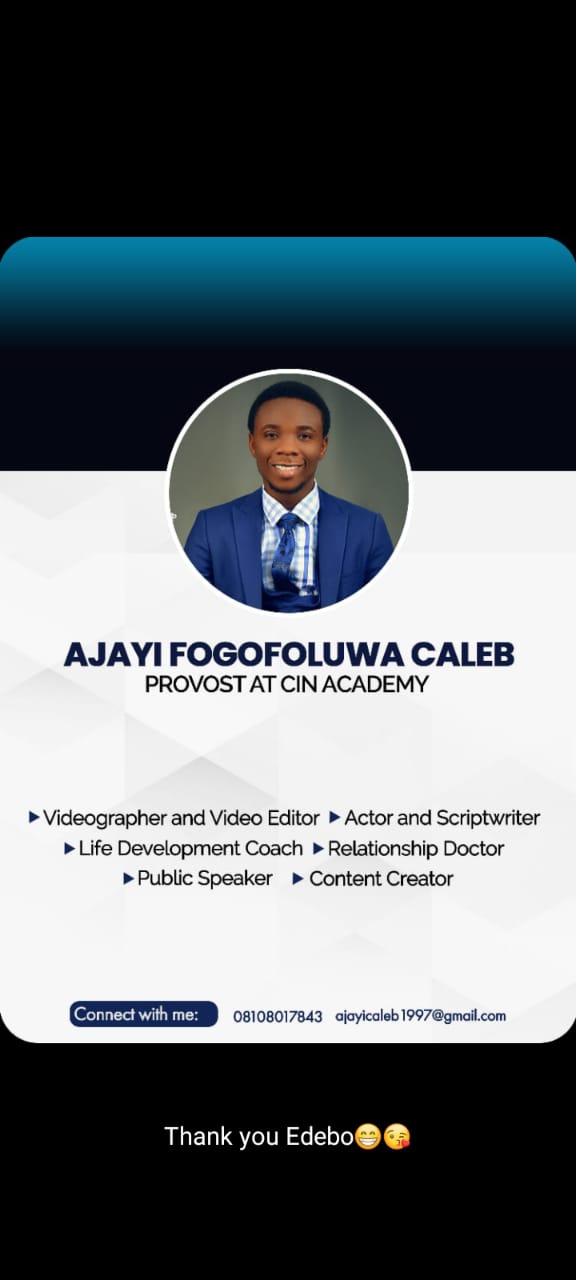 AJAYI FOGOFOLUWA CALEB
PROVOST AT CIN ACADEMY
Videographer and Video Editor Actor and Scriptwriter
Life Development Coach Relationship Doctor
Public Speaker Content Creator
Connect with me: 08108017843 ajayicaleb1997@gmail.com
Thank you Edebo😁😘